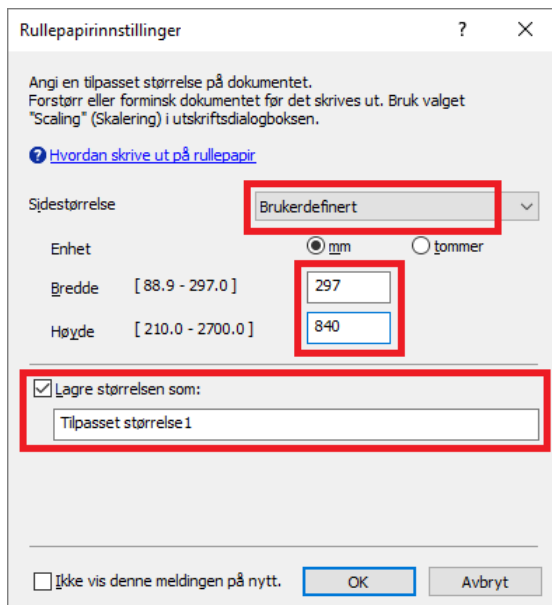 Rullepapirinnstillinger ?
Angi en tilpasset størrelse på dokumentet.
Forstørr eller forminsk dokumentet før det skrives ut. Bruk valget
"Scaling" (Skalering) i utskriftsdialogboksen.
Hvordan skrive ut på rullepapir
Sidestørrelse Brukerdefinert
Enhet mm tommer
Bredde [ 88.9 - 297.0 ] 297
Høyde [ 210.0 - 2700.0 ] 840
Lagre størrelsen som:
Tilpasset størrelse1
Ikke vis denne meldingen på nytt. OK Avbryt